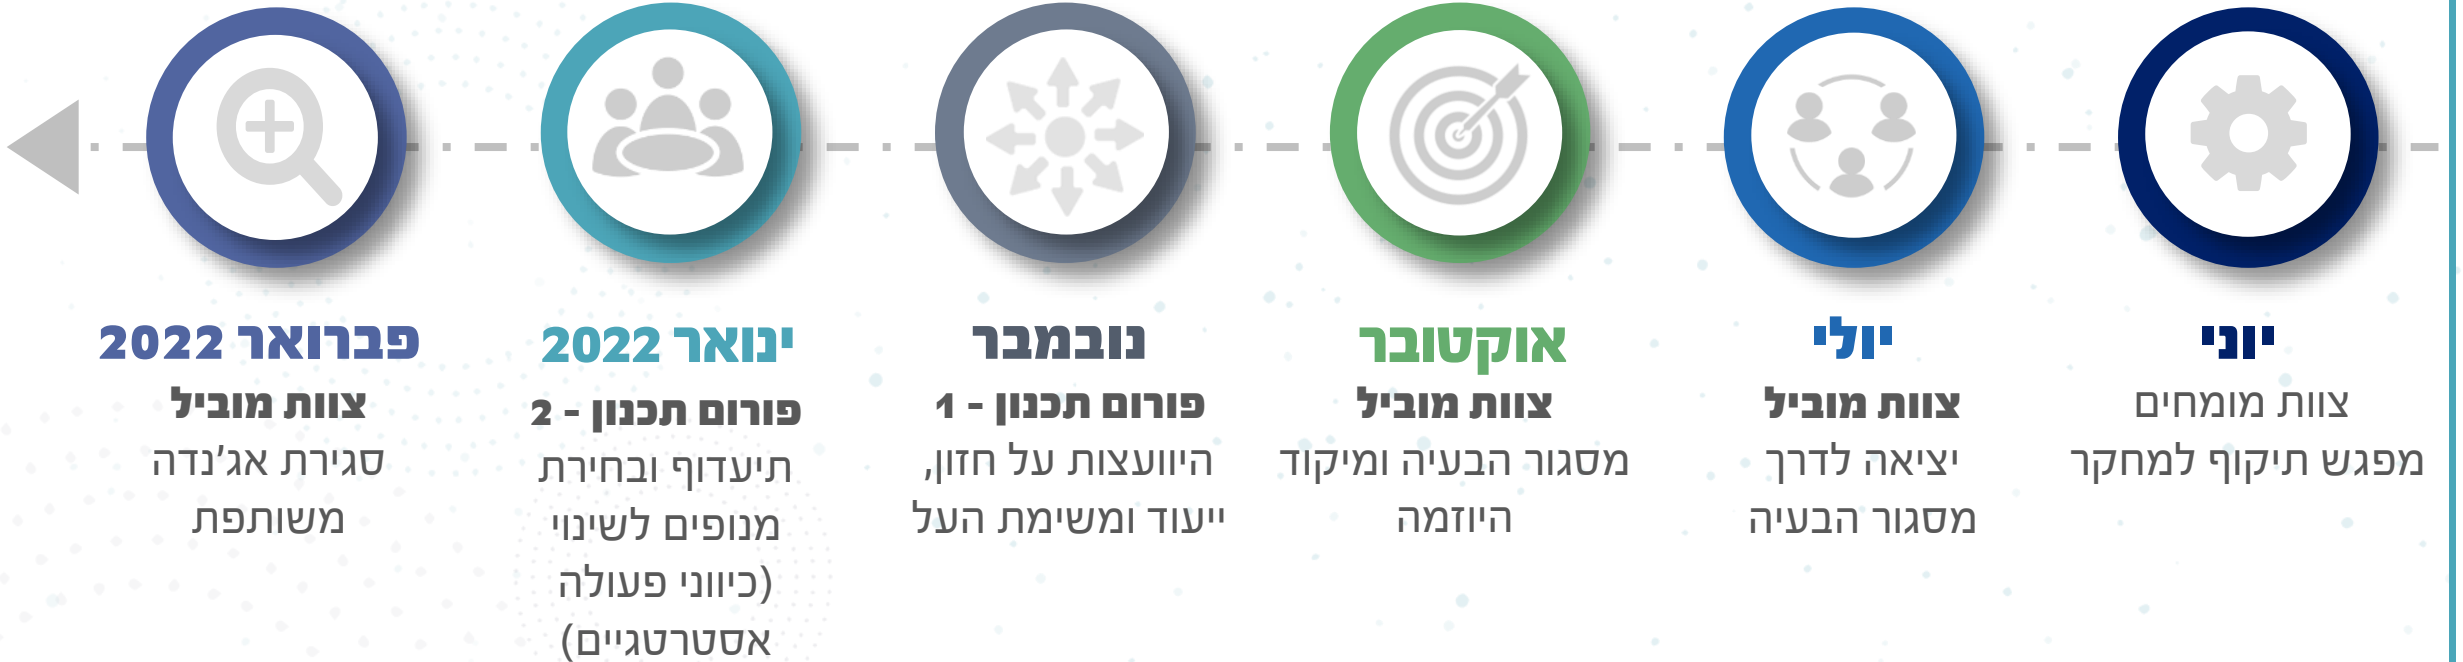 יוני
צוות מומחים
מפגש תיקוף למחקר
יולי
צוות מוביל
יציאה לדרך
מסגור הבעיה
אוקטובר
צוות מוביל
מסגור הבעיה ומיקוד
היוזמה
נובמבר
פורום תכנון - 1
היוועצות על חזון,
ייעוד ומשימת העל
ינואר 2022
פורום תכנון - 2
תיעדוף ובחירת
מנופים לשינוי
(כיווני פעולה
אסטרטגיים)
פברואר 2022
צוות מוביל
סגירת אג'נדה
משותפת